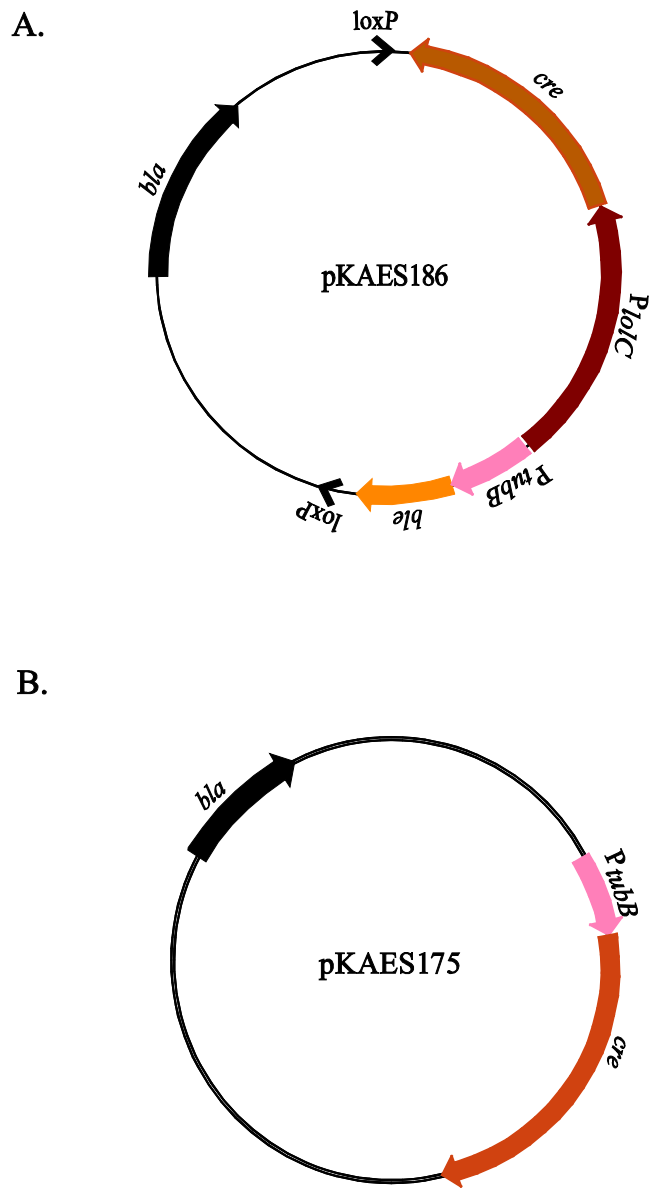 A.
loxP
cre
bla
pKAES186
PlolC
PtubB
ble
loxP
B.
bla
PtubB
pKAES175
cre